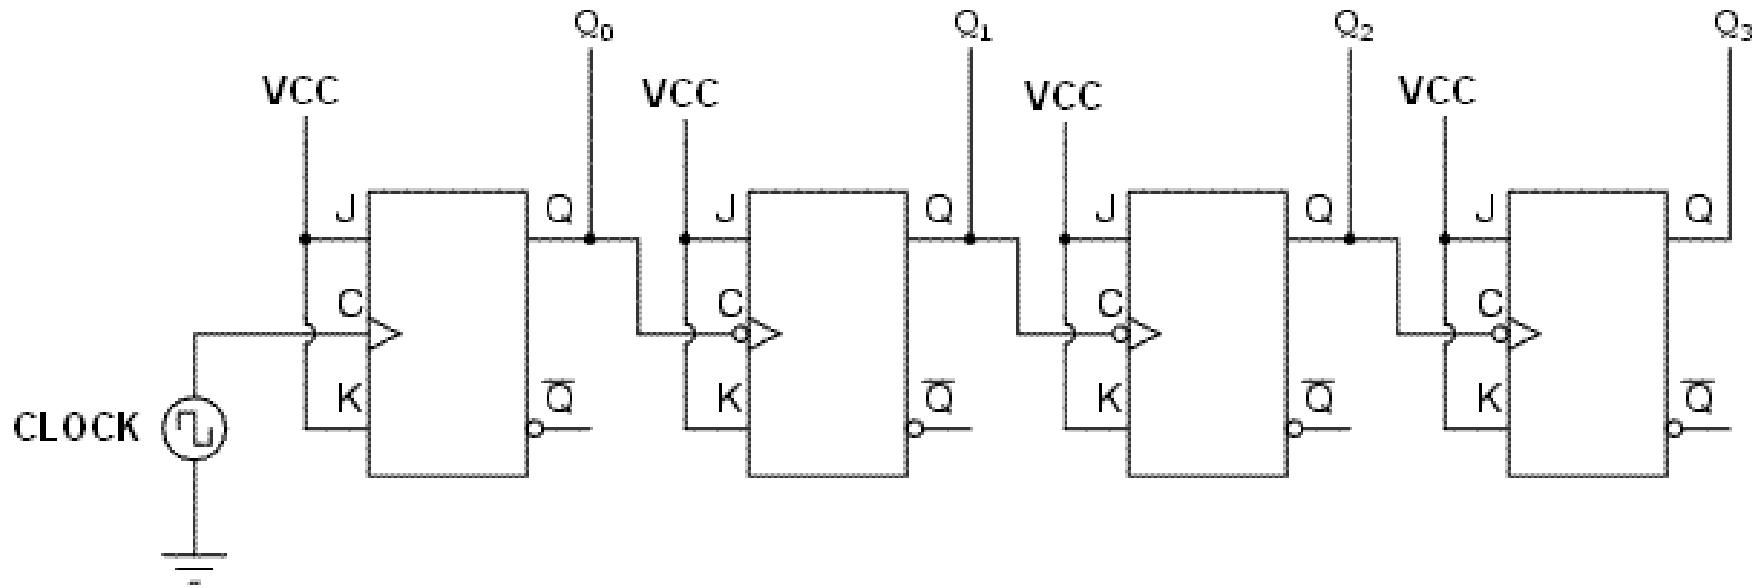 Q₀ Q₁ Q₂ Q₃
VCC VCC VCC VCC
J Q J Q J Q J Q
C C C C
K Q̅ K Q̅ K Q̅ K Q̅
CLOCK